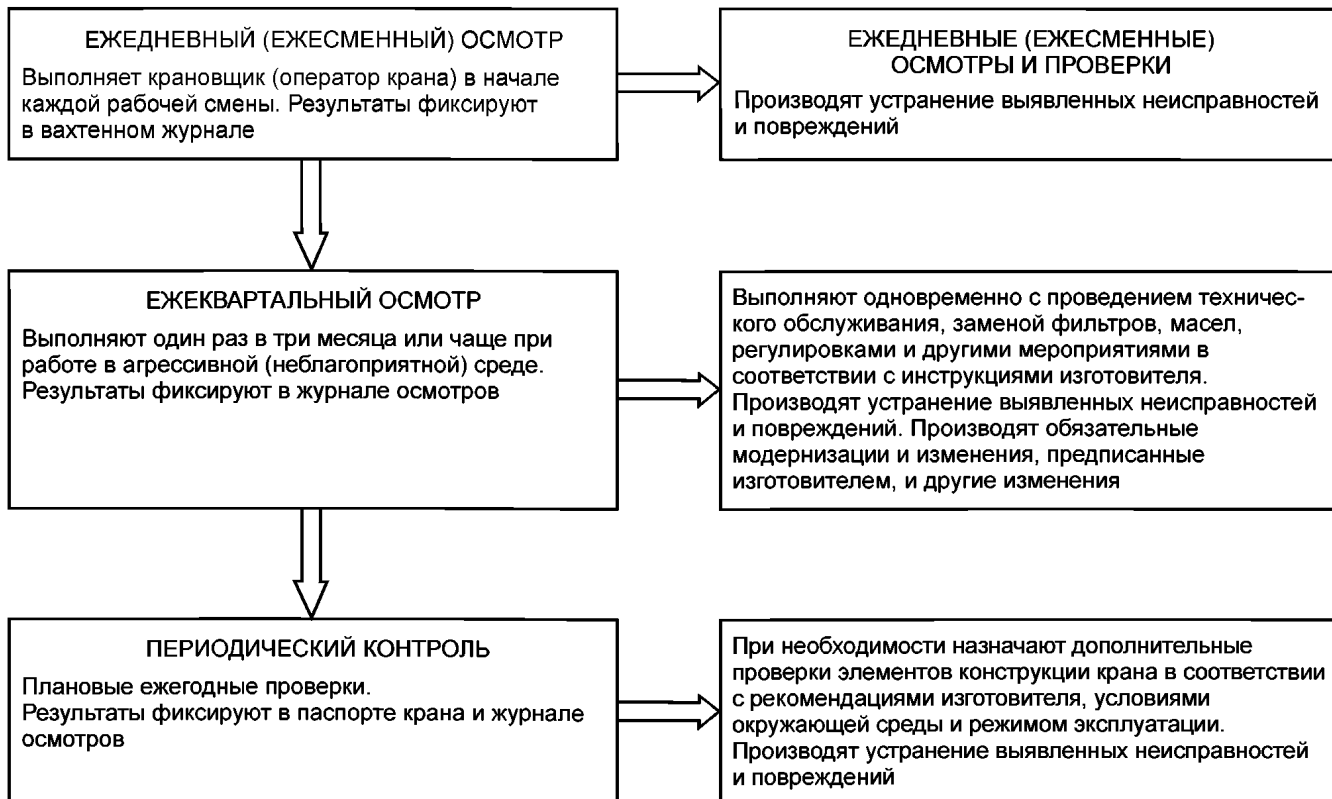 ЕЖЕДНЕВНЫЙ (ЕЖЕСМЕННЫЙ) ОСМОТР
Выполняет крановщик (оператор крана) в начале
каждой рабочей смены. Результаты фиксируют
в вахтенном журнале
ЕЖЕДНЕВНЫЕ (ЕЖЕСМЕННЫЕ)
ОСМОТРЫ И ПРОВЕРКИ
Производят устранение выявленных неисправностей
и повреждений
ЕЖЕКВАРТАЛЬНЫЙ ОСМОТР
Выполняют один раз в три месяца или чаще при
работе в агрессивной (неблагоприятной) среде.
Результаты фиксируют в журнале осмотров
Выполняют одновременно с проведением техничес-
кого обслуживания, заменой фильтров, масел,
регулировками и другими мероприятиями в
соответствии с инструкциями изготовителя.
Производят устранение выявленных неисправностей
и повреждений. Производят обязательные
модернизации и изменения, предписанные
изготовителем, и другие изменения
ПЕРИОДИЧЕСКИЙ КОНТРОЛЬ
Плановые ежегодные проверки.
Результаты фиксируют в паспорте крана и журнале
осмотров
При необходимости назначают дополнительные
проверки элементов конструкции крана в соответствии
с рекомендациями изготовителя, условиями
окружающей среды и режимом эксплуатации.
Производят устранение выявленных неисправностей
и повреждений